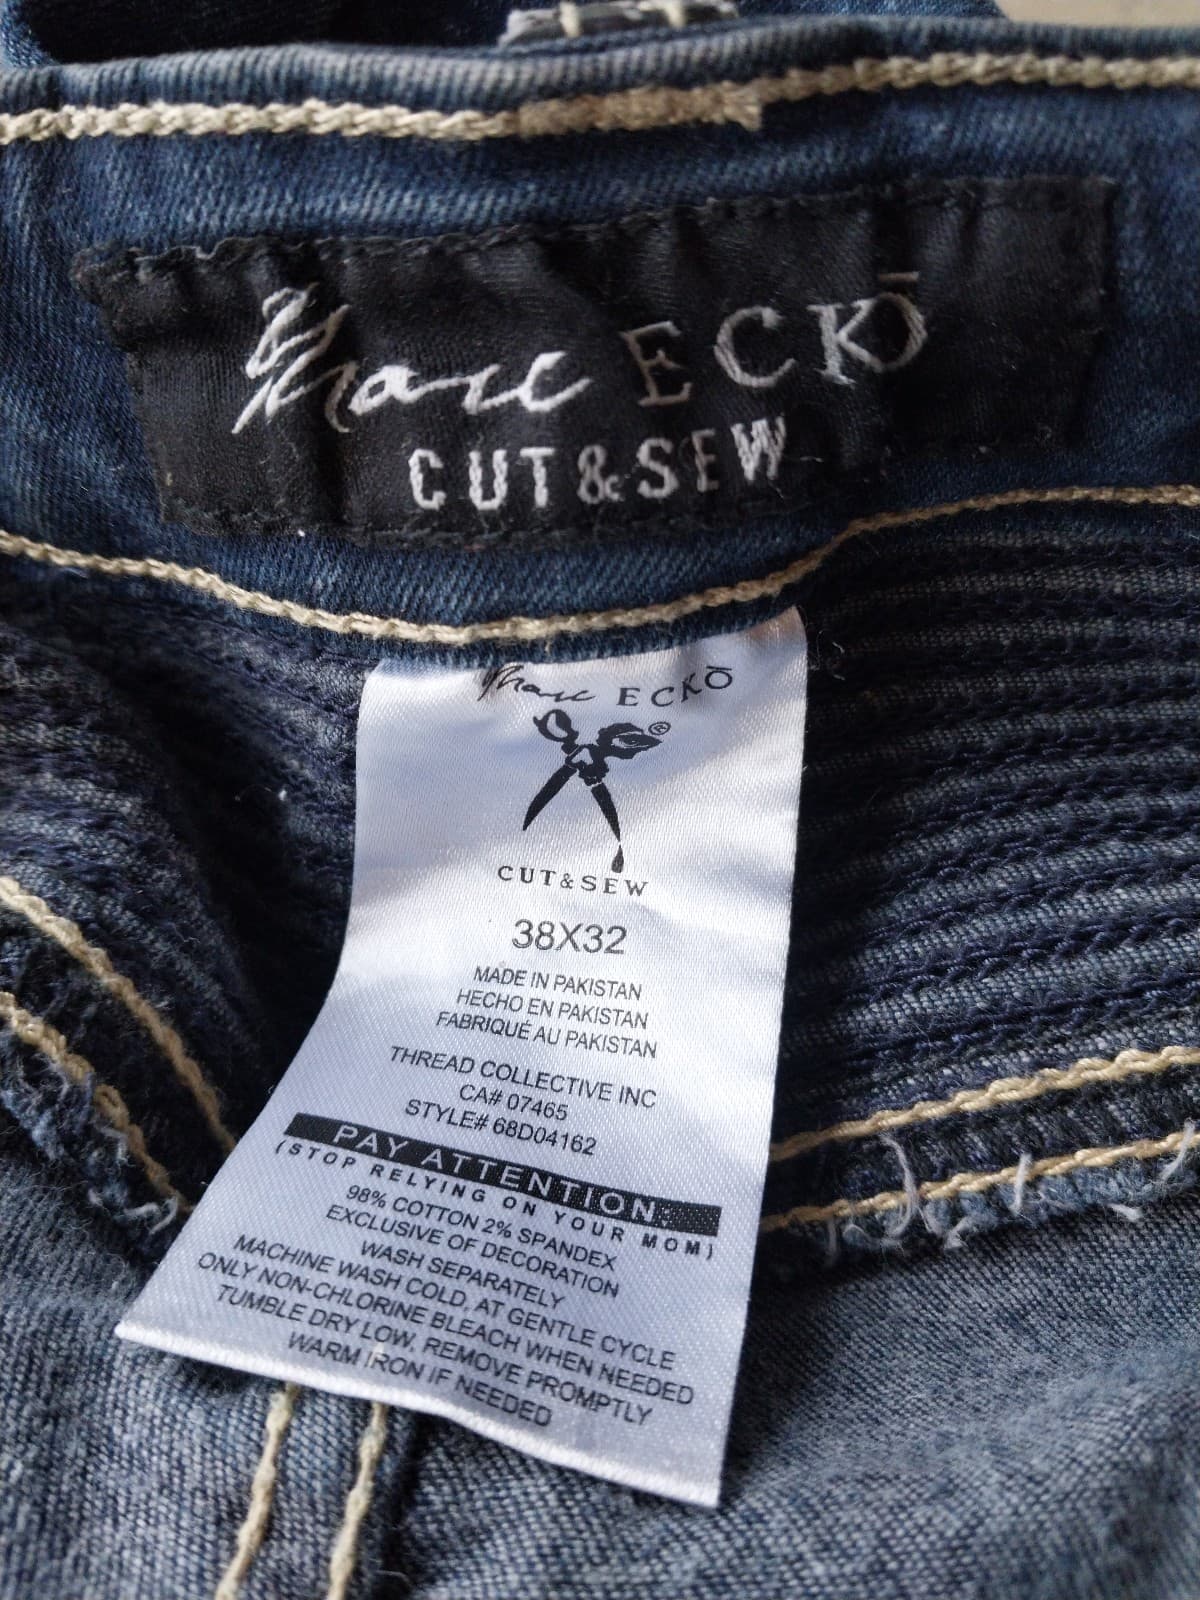 Marc ECKŌ
CUT & SEW
Marc ECKŌ
®
CUT & SEW
38X32
MADE IN PAKISTAN
HECHO EN PAKISTAN
FABRIQUÉ AU PAKISTAN
THREAD COLLECTIVE INC
CA# 07465
STYLE# 68D04162
PAY ATTENTION:
(STOP RELYING ON YOUR MOM)
98% COTTON 2% SPANDEX
EXCLUSIVE OF DECORATION
WASH SEPARATELY
MACHINE WASH COLD, AT GENTLE CYCLE
ONLY NON-CHLORINE BLEACH WHEN NEEDED
TUMBLE DRY LOW, REMOVE PROMPTLY
WARM IRON IF NEEDED